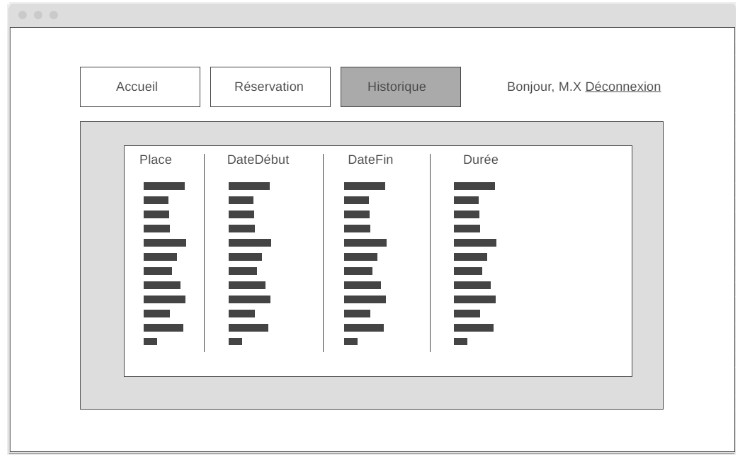 Accueil Réservation Historique Bonjour, M.X Déconnexion
Place DateDébut DateFin Durée